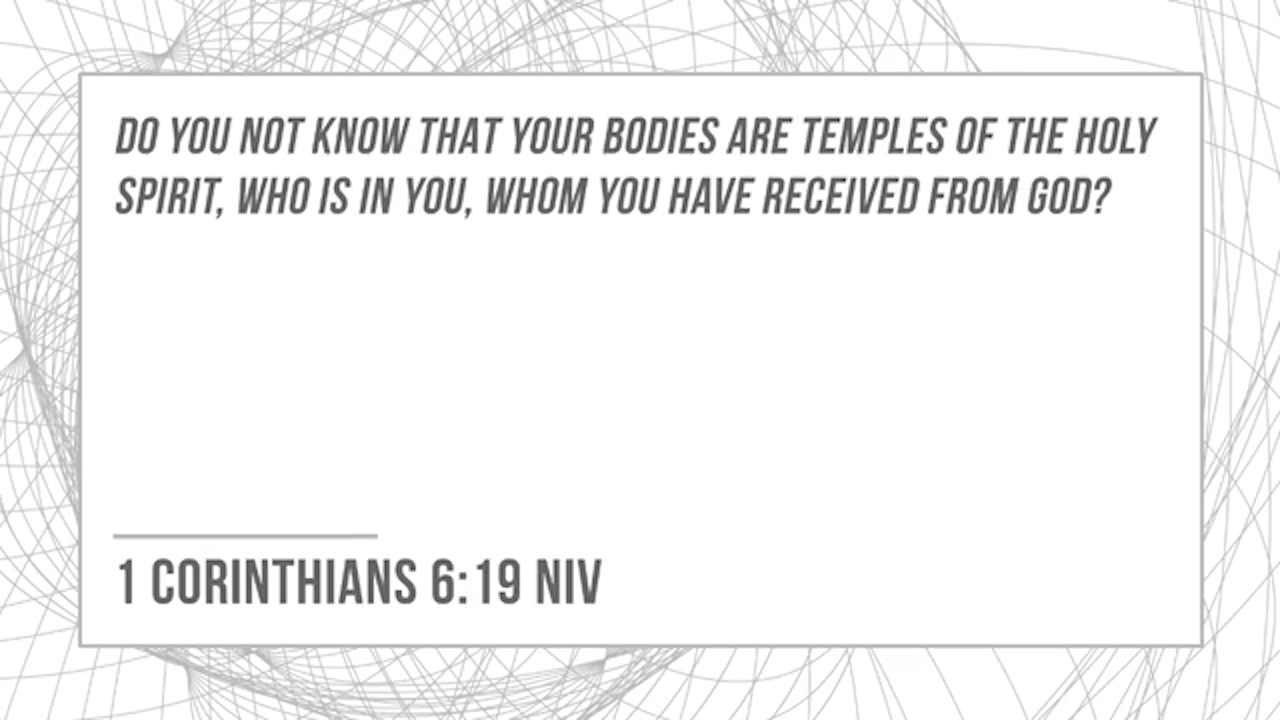 DO YOU NOT KNOW THAT YOUR BODIES ARE TEMPLES OF THE HOLY
SPIRIT, WHO IS IN YOU, WHOM YOU HAVE RECEIVED FROM GOD?
1 CORINTHIANS 6:19 NIV